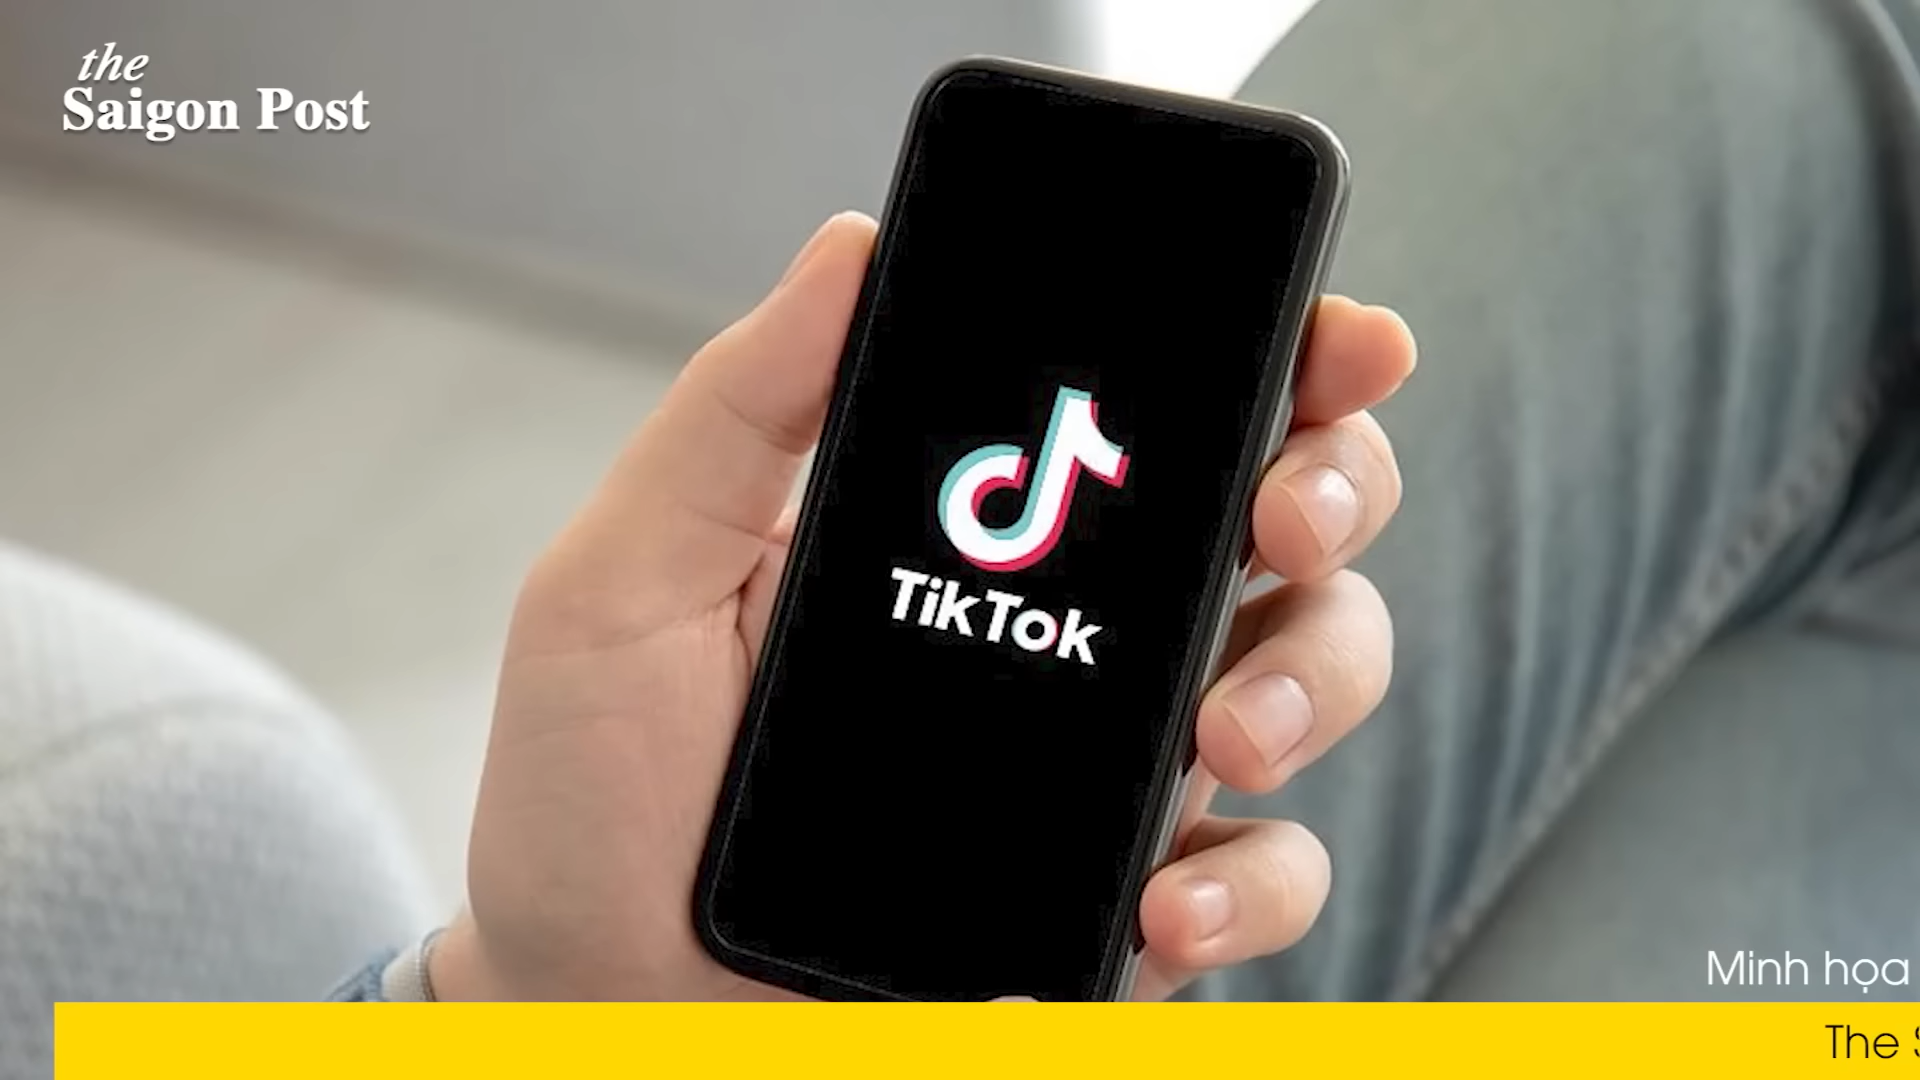 the
Saigon Post
TikTok
Minh họa
The